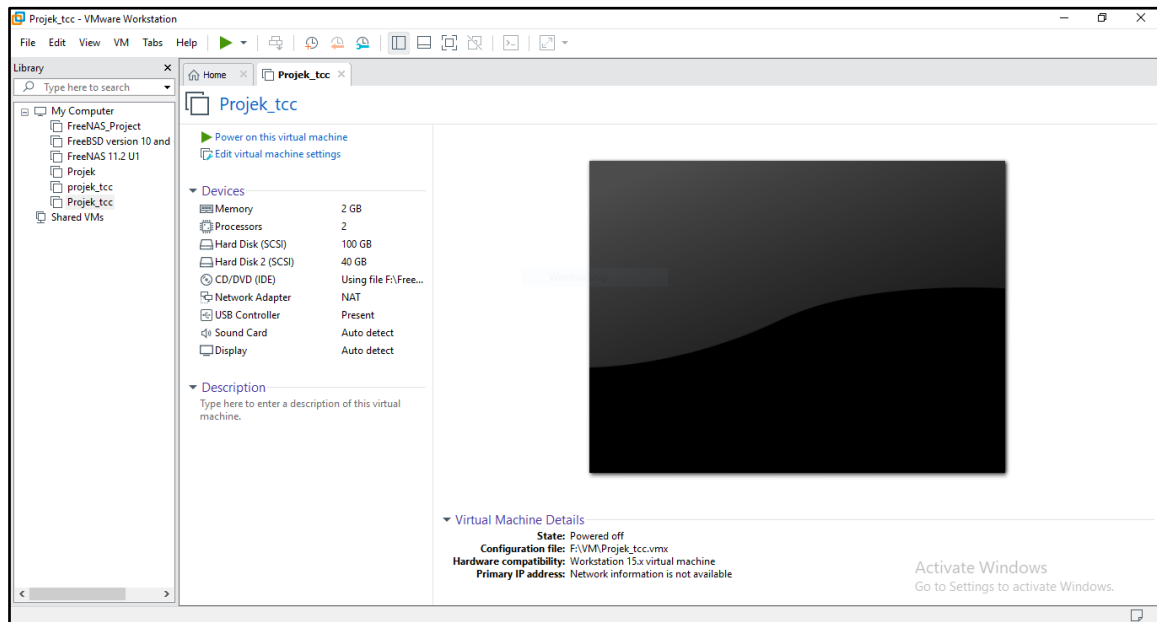 Projek_tcc - VMware Workstation
File Edit View VM Tabs Help
Library
Type here to search
My Computer
FreeNAS_Project
FreeBSD version 10 and
FreeNAS 11.2 U1
Projek
projek_tcc
Projek_tcc
Shared VMs
Home Projek_tcc
Projek_tcc
Power on this virtual machine
Edit virtual machine settings
Devices
Memory 2 GB
Processors 2
Hard Disk (SCSI) 100 GB
Hard Disk 2 (SCSI) 40 GB
CD/DVD (IDE) Using file F:\Free...
Network Adapter NAT
USB Controller Present
Sound Card Auto detect
Display Auto detect
Description
Type here to enter a description of this virtual
machine.
Virtual Machine Details
State: Powered off
Configuration file: F:\VM\Projek_tcc.vmx
Hardware compatibility: Workstation 15.x virtual machine
Primary IP address: Network information is not available
Activate Windows
Go to Settings to activate Windows.